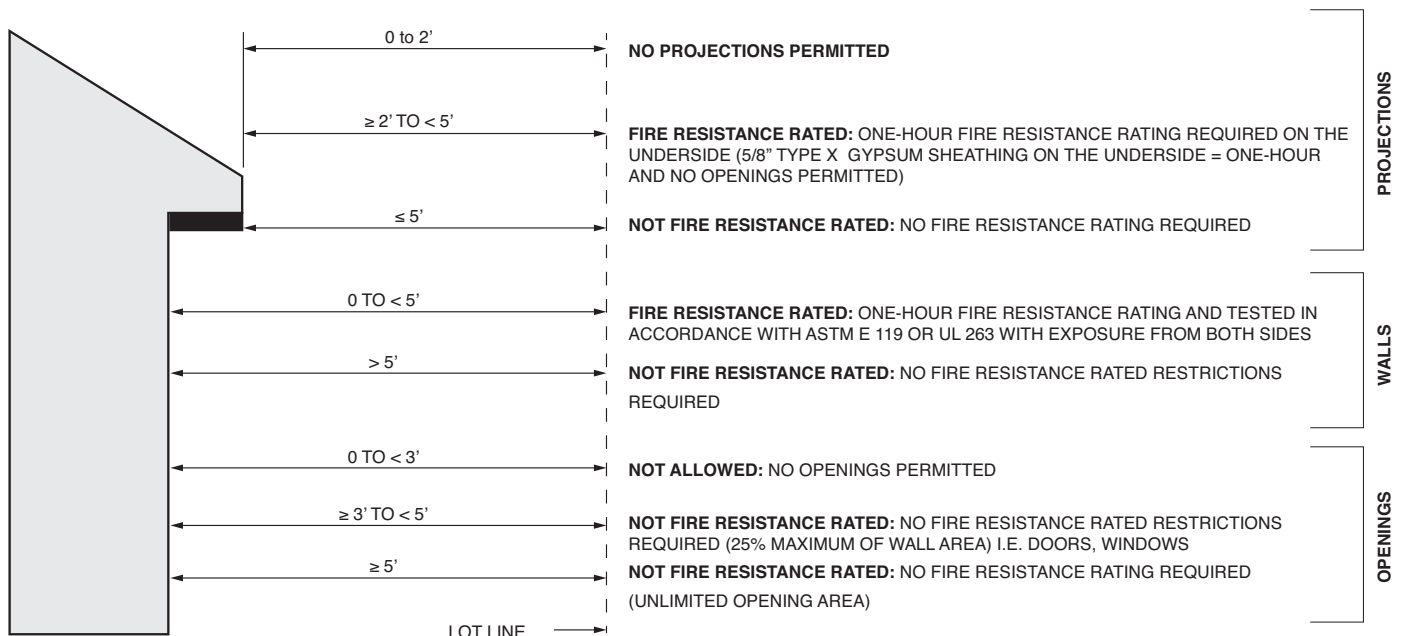 0 to 2’
NO PROJECTIONS PERMITTED
≥ 2’ TO < 5’
FIRE RESISTANCE RATED: ONE-HOUR FIRE RESISTANCE RATING REQUIRED ON THE
UNDERSIDE (5/8” TYPE X GYPSUM SHEATHING ON THE UNDERSIDE = ONE-HOUR
AND NO OPENINGS PERMITTED)
≤ 5’
NOT FIRE RESISTANCE RATED: NO FIRE RESISTANCE RATING REQUIRED
PROJECTIONS
0 TO < 5’
FIRE RESISTANCE RATED: ONE-HOUR FIRE RESISTANCE RATING AND TESTED IN
ACCORDANCE WITH ASTM E 119 OR UL 263 WITH EXPOSURE FROM BOTH SIDES
> 5’
NOT FIRE RESISTANCE RATED: NO FIRE RESISTANCE RATED RESTRICTIONS
REQUIRED
WALLS
0 TO < 3’
NOT ALLOWED: NO OPENINGS PERMITTED
≥ 3’ TO < 5’
NOT FIRE RESISTANCE RATED: NO FIRE RESISTANCE RATED RESTRICTIONS
REQUIRED (25% MAXIMUM OF WALL AREA) I.E. DOORS, WINDOWS
≥ 5’
NOT FIRE RESISTANCE RATED: NO FIRE RESISTANCE RATING REQUIRED
(UNLIMITED OPENING AREA)
OPENINGS
LOT LINE